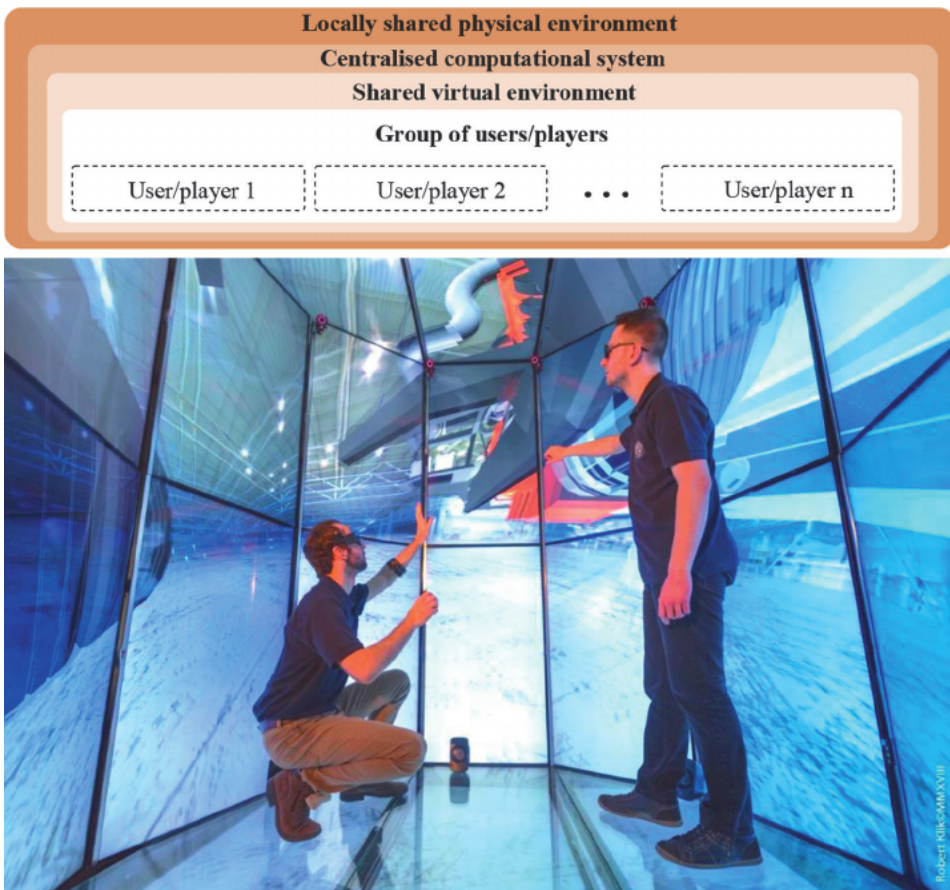 Locally shared physical environment
Centralised computational system
Shared virtual environment
Group of users/players
User/player 1
User/player 2
• • •
User/player n
Robert Klik©MMXVIII